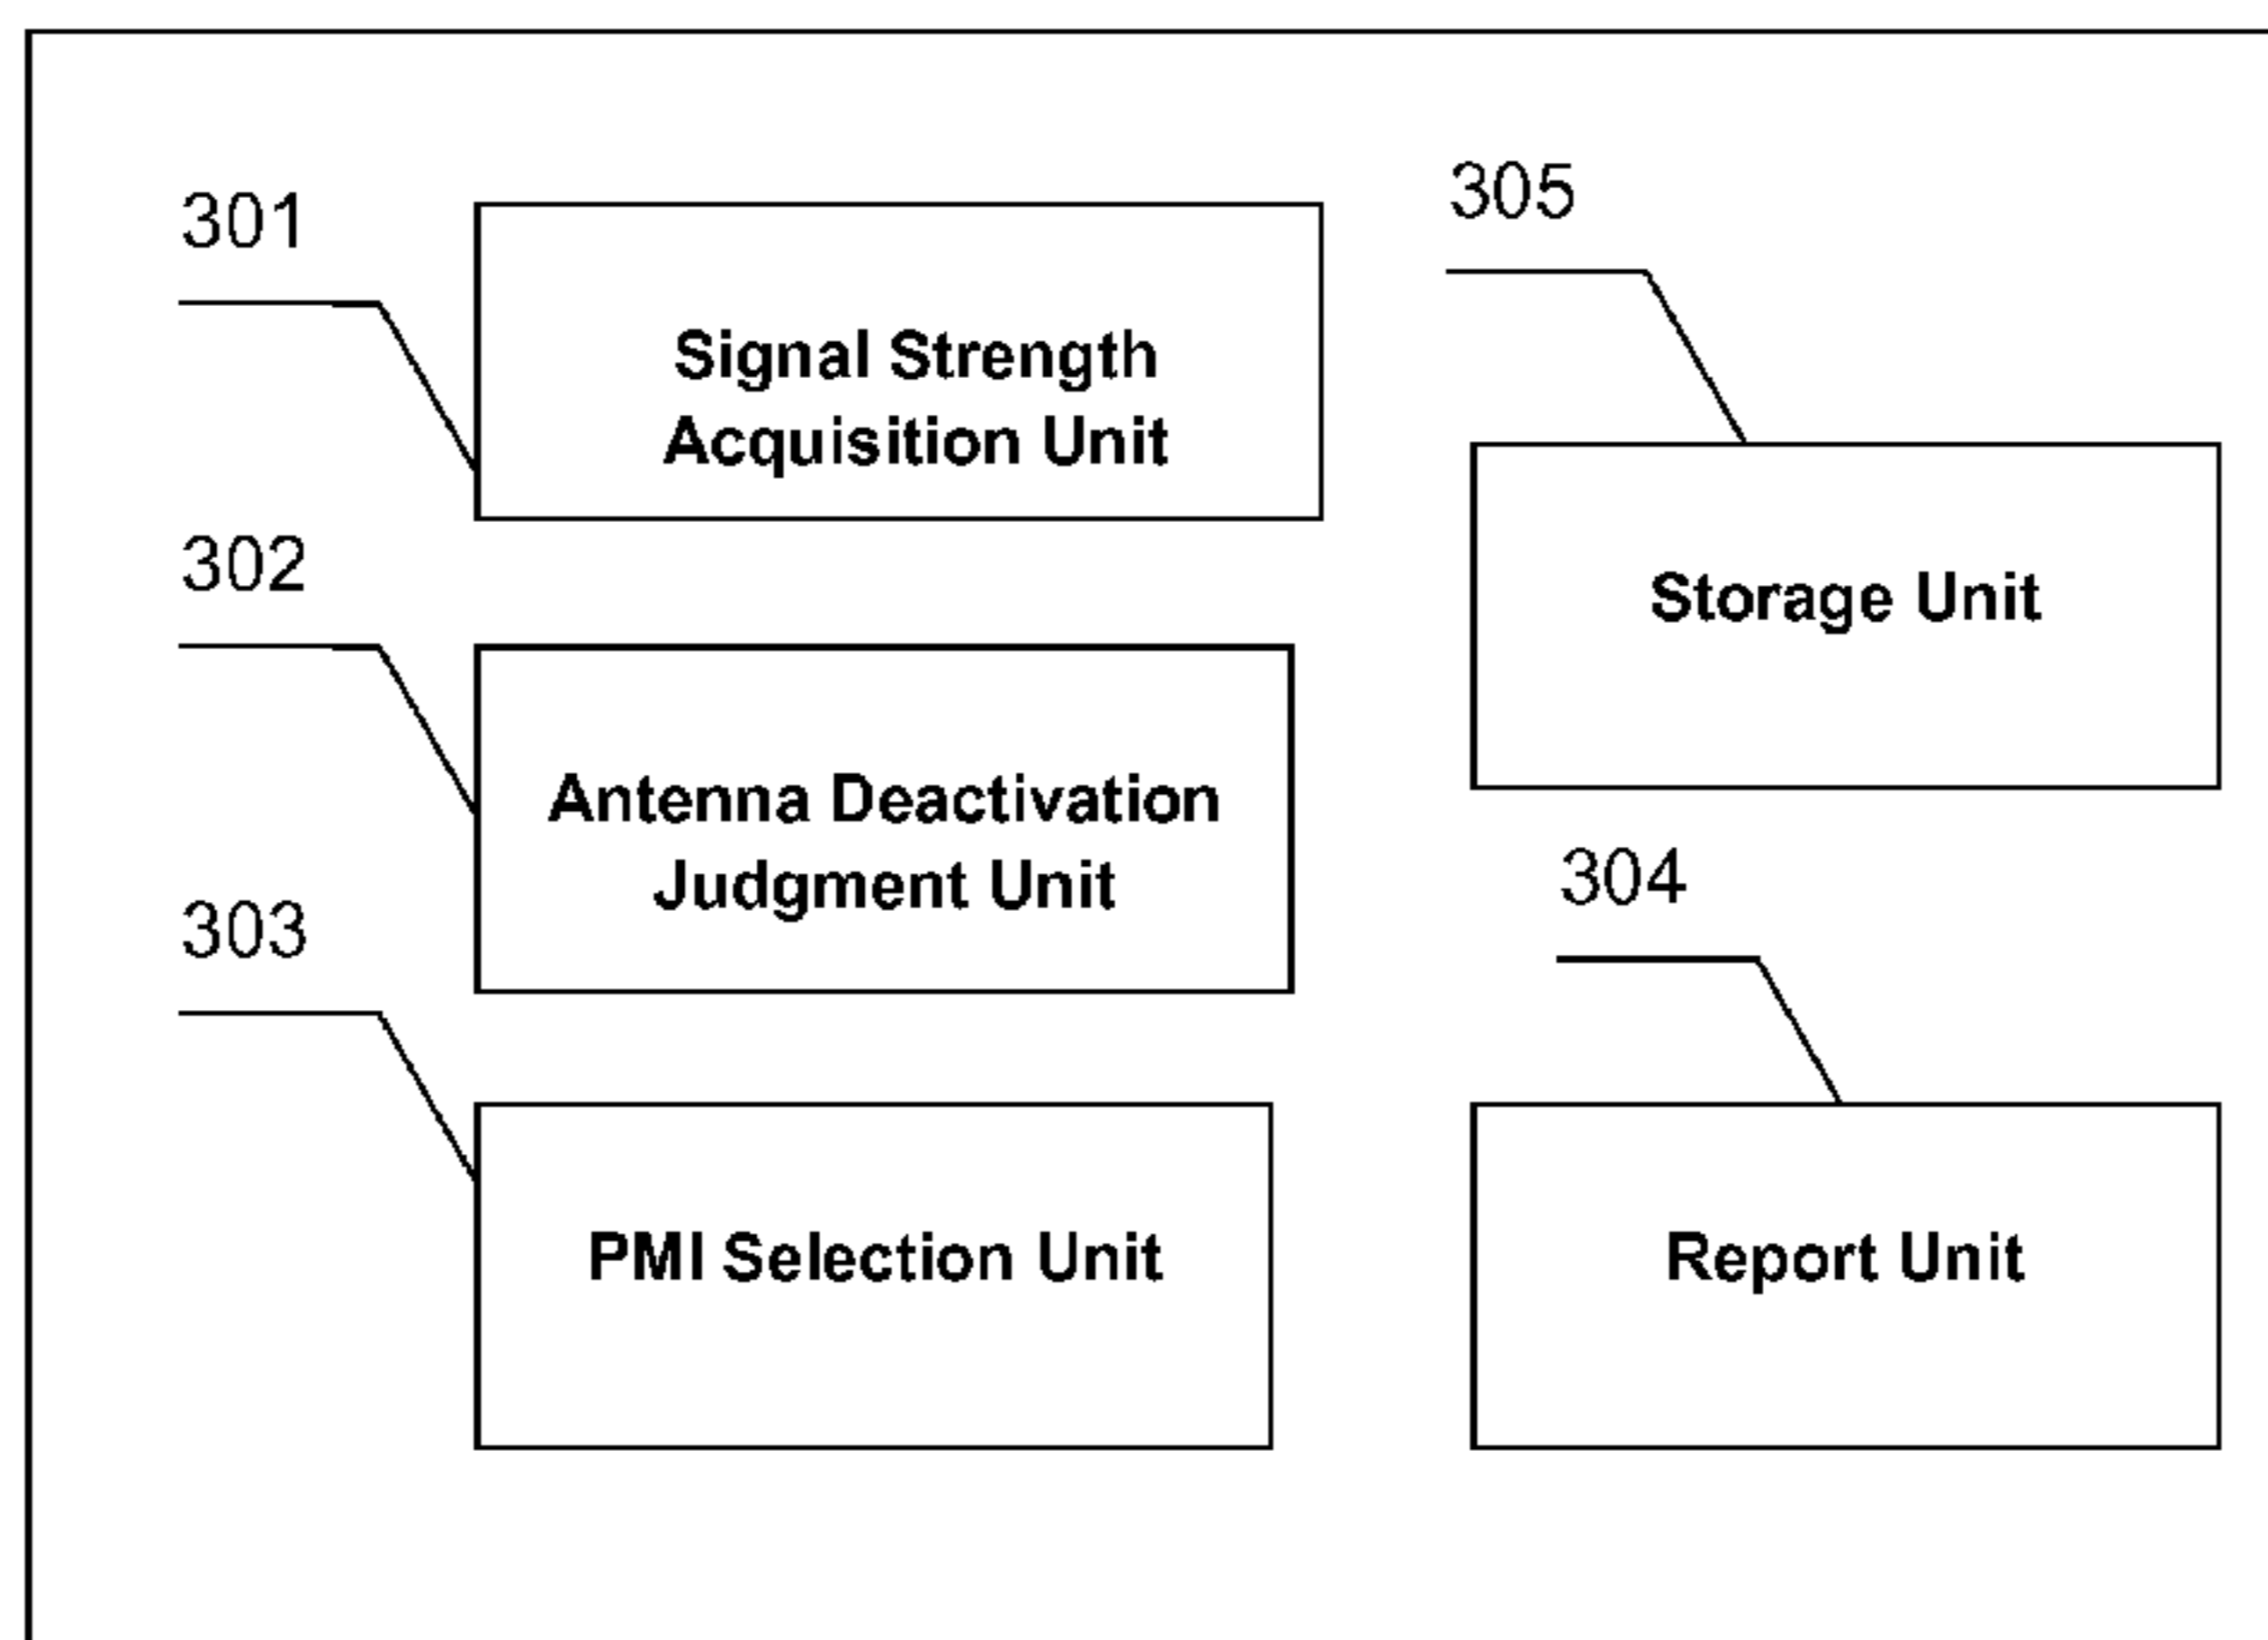 301
Signal Strength
Acquisition Unit
302
Antenna Deactivation
Judgment Unit
303
PMI Selection Unit
305
Storage Unit
304
Report Unit